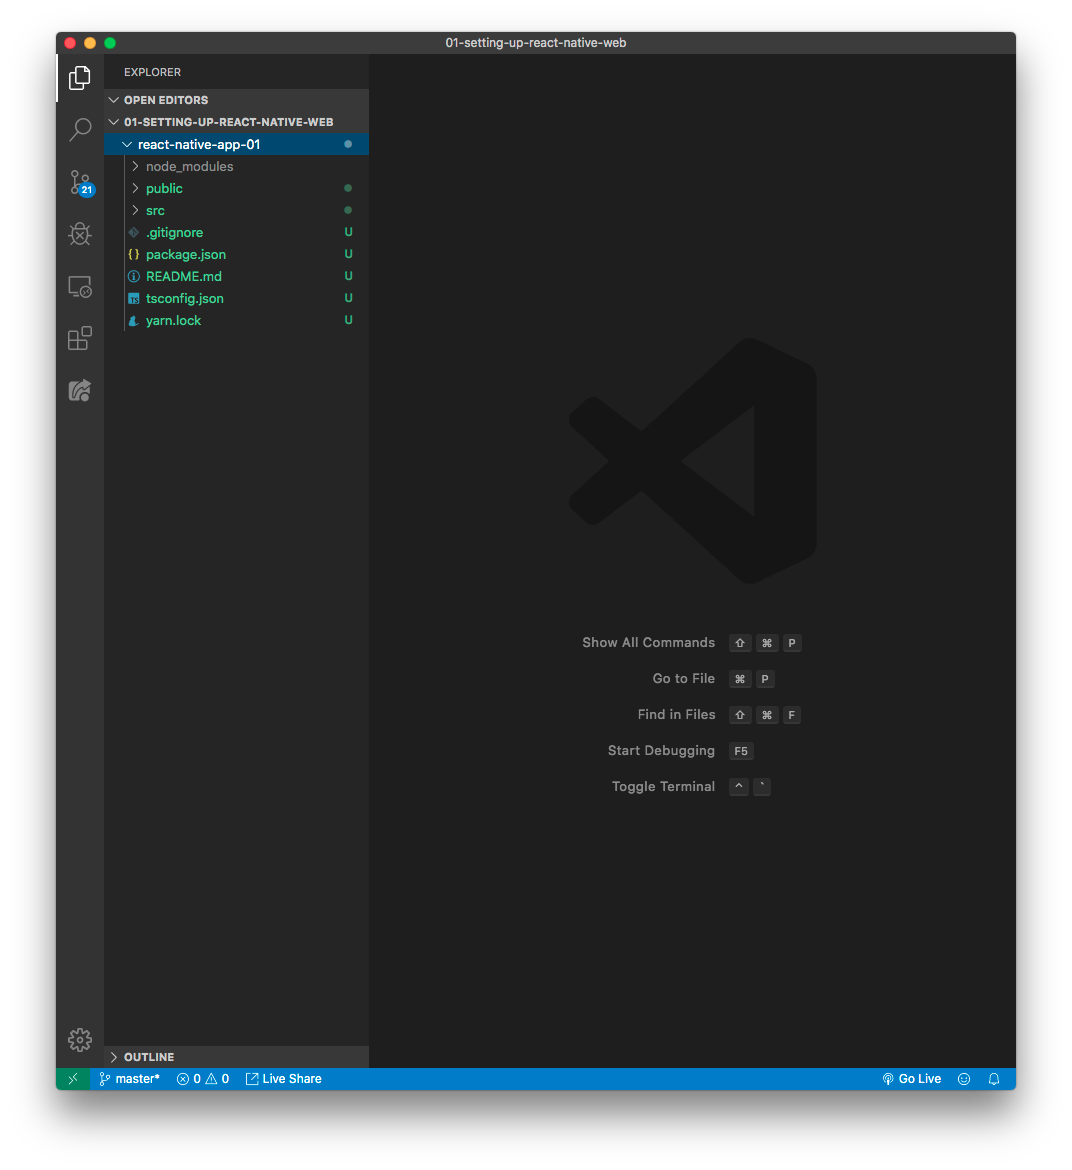 01-setting-up-react-native-web
EXPLORER
OPEN EDITORS
01-SETTING-UP-REACT-NATIVE-WEB
react-native-app-01
node_modules
public
src
.gitignore U
{} package.json U
README.md U
TS tsconfig.json U
yarn.lock U
21
Show All Commands ⇧ ⌘ P
Go to File ⌘ P
Find in Files ⇧ ⌘ F
Start Debugging F5
Toggle Terminal ^ `
OUTLINE
master* 0 0 Live Share Go Live